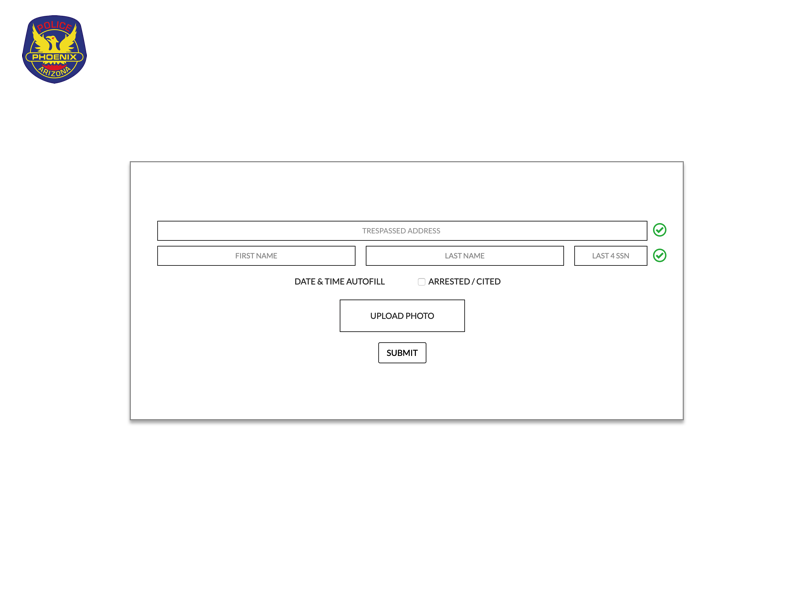 POLICE
PHOENIX
ARIZONA
TRESPASSED ADDRESS
FIRST NAME LAST NAME LAST 4 SSN
DATE & TIME AUTOFILL ARRESTED / CITED
UPLOAD PHOTO
SUBMIT